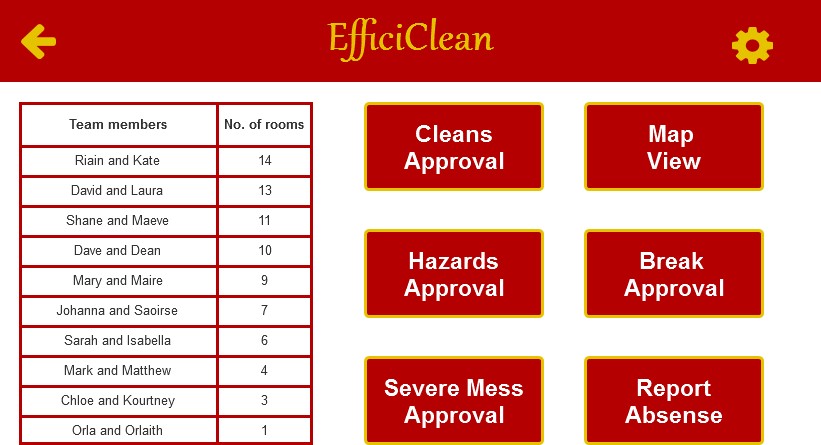 EfficiClean
Team members No. of rooms
Riain and Kate 14
David and Laura 13
Shane and Maeve 11
Dave and Dean 10
Mary and Maire 9
Johanna and Saoirse 7
Sarah and Isabella 6
Mark and Matthew 4
Chloe and Kourtney 3
Orla and Orlaith 1
Cleans
Approval
Map
View
Hazards
Approval
Break
Approval
Severe Mess
Approval
Report
Absense